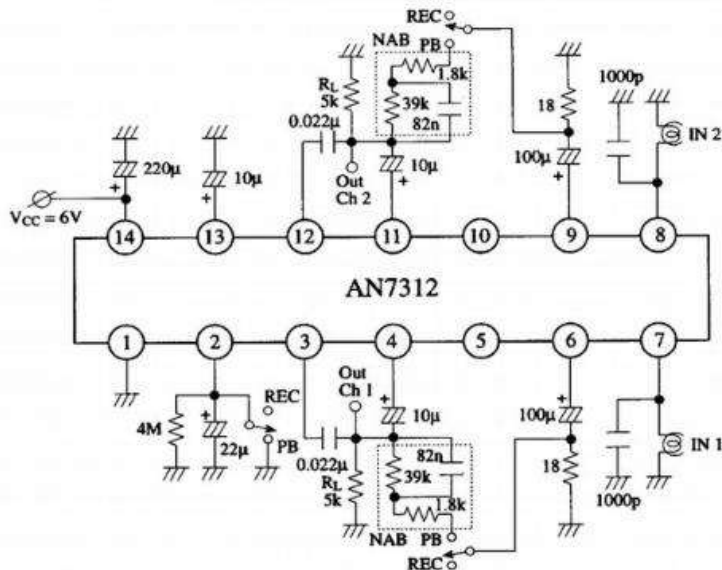 REC
NAB
PB
1.8k
RL
5k
39k
82n
0.022μ
18
1000p
IN 2
220μ
10μ
Out
Ch 2
10μ
100μ
+
+
+
+
VCC = 6V
14
13
12
11
10
9
8
AN7312
1
2
3
4
5
6
7
Out
Ch 1
+
+
+
REC
4M
22μ
PB
10μ
100μ
0.022μ
82n
39k
RL
5k
1.8k
18
1000p
IN 1
NAB
PB
REC